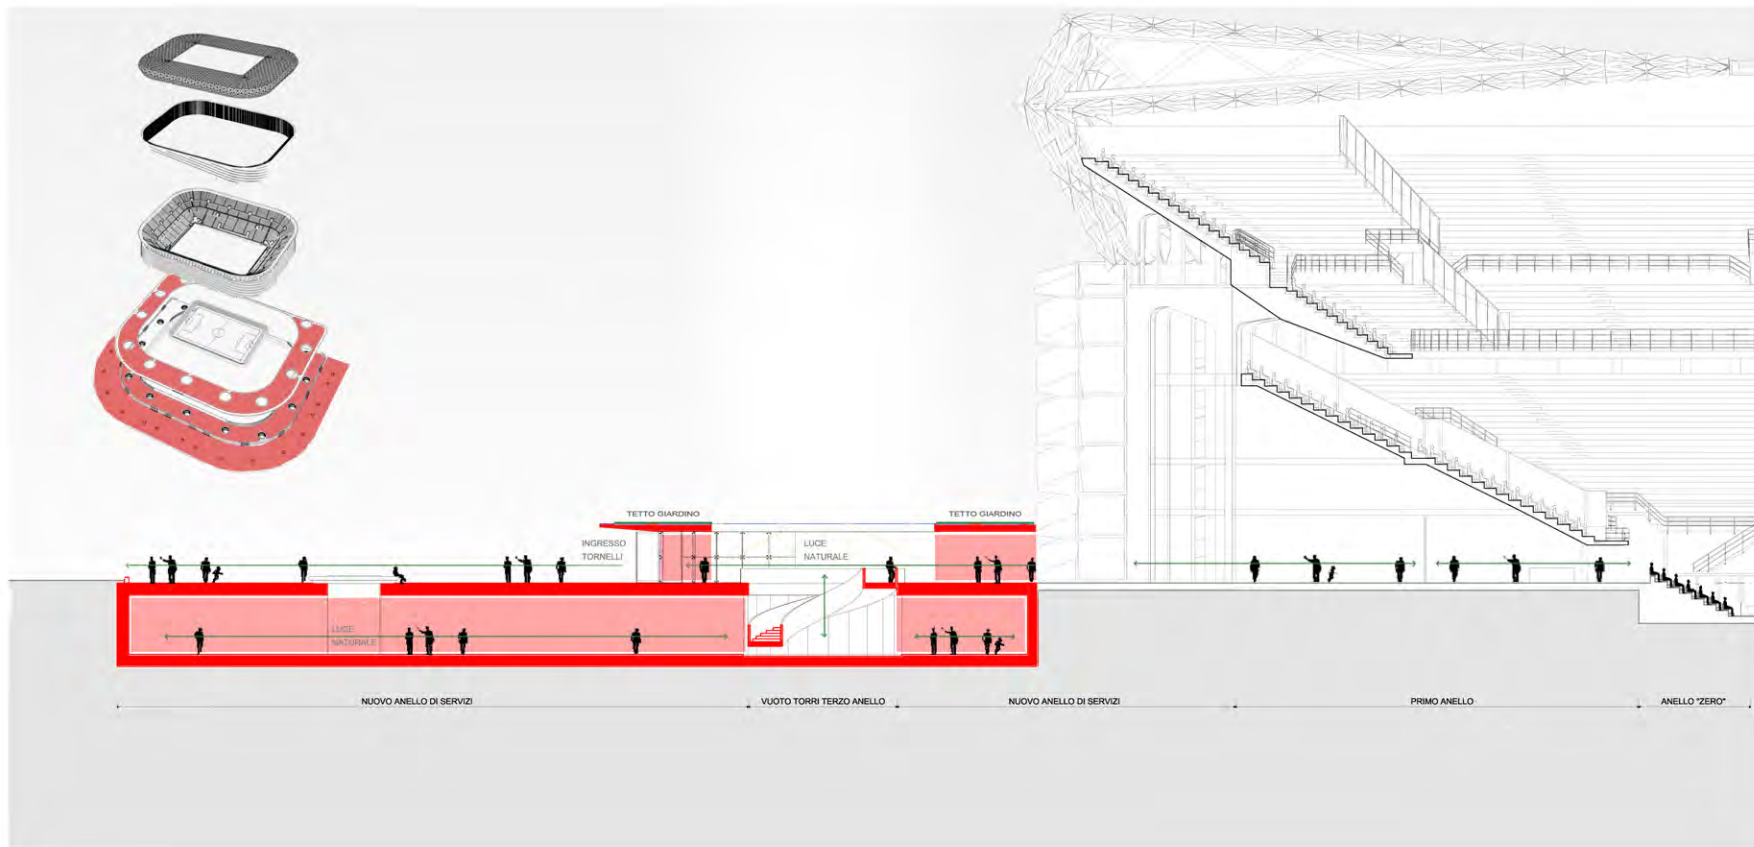 TETTO GIARDINO
TETTO GIARDINO
INGRESSO
TORNELLI
LUCE
NATURALE
LUCE
NATURALE
NUOVO ANELLO DI SERVIZI
VUOTO TORRI TERZO ANELLO
NUOVO ANELLO DI SERVIZI
PRIMO ANELLO
ANELLO "ZERO"